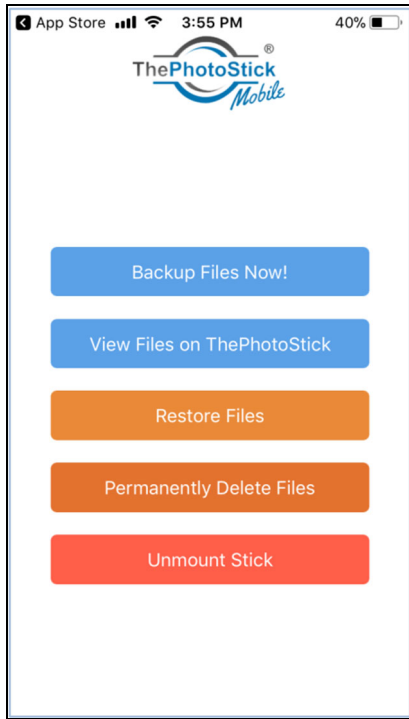 App Store 3:55 PM 40%
®
ThePhotoStick
Mobile
Backup Files Now!
View Files on ThePhotoStick
Restore Files
Permanently Delete Files
Unmount Stick